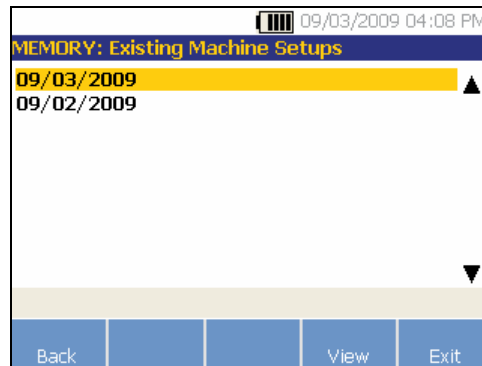 09/03/2009 04:08 PM
MEMORY: Existing Machine Setups
09/03/2009
09/02/2009
Back View Exit